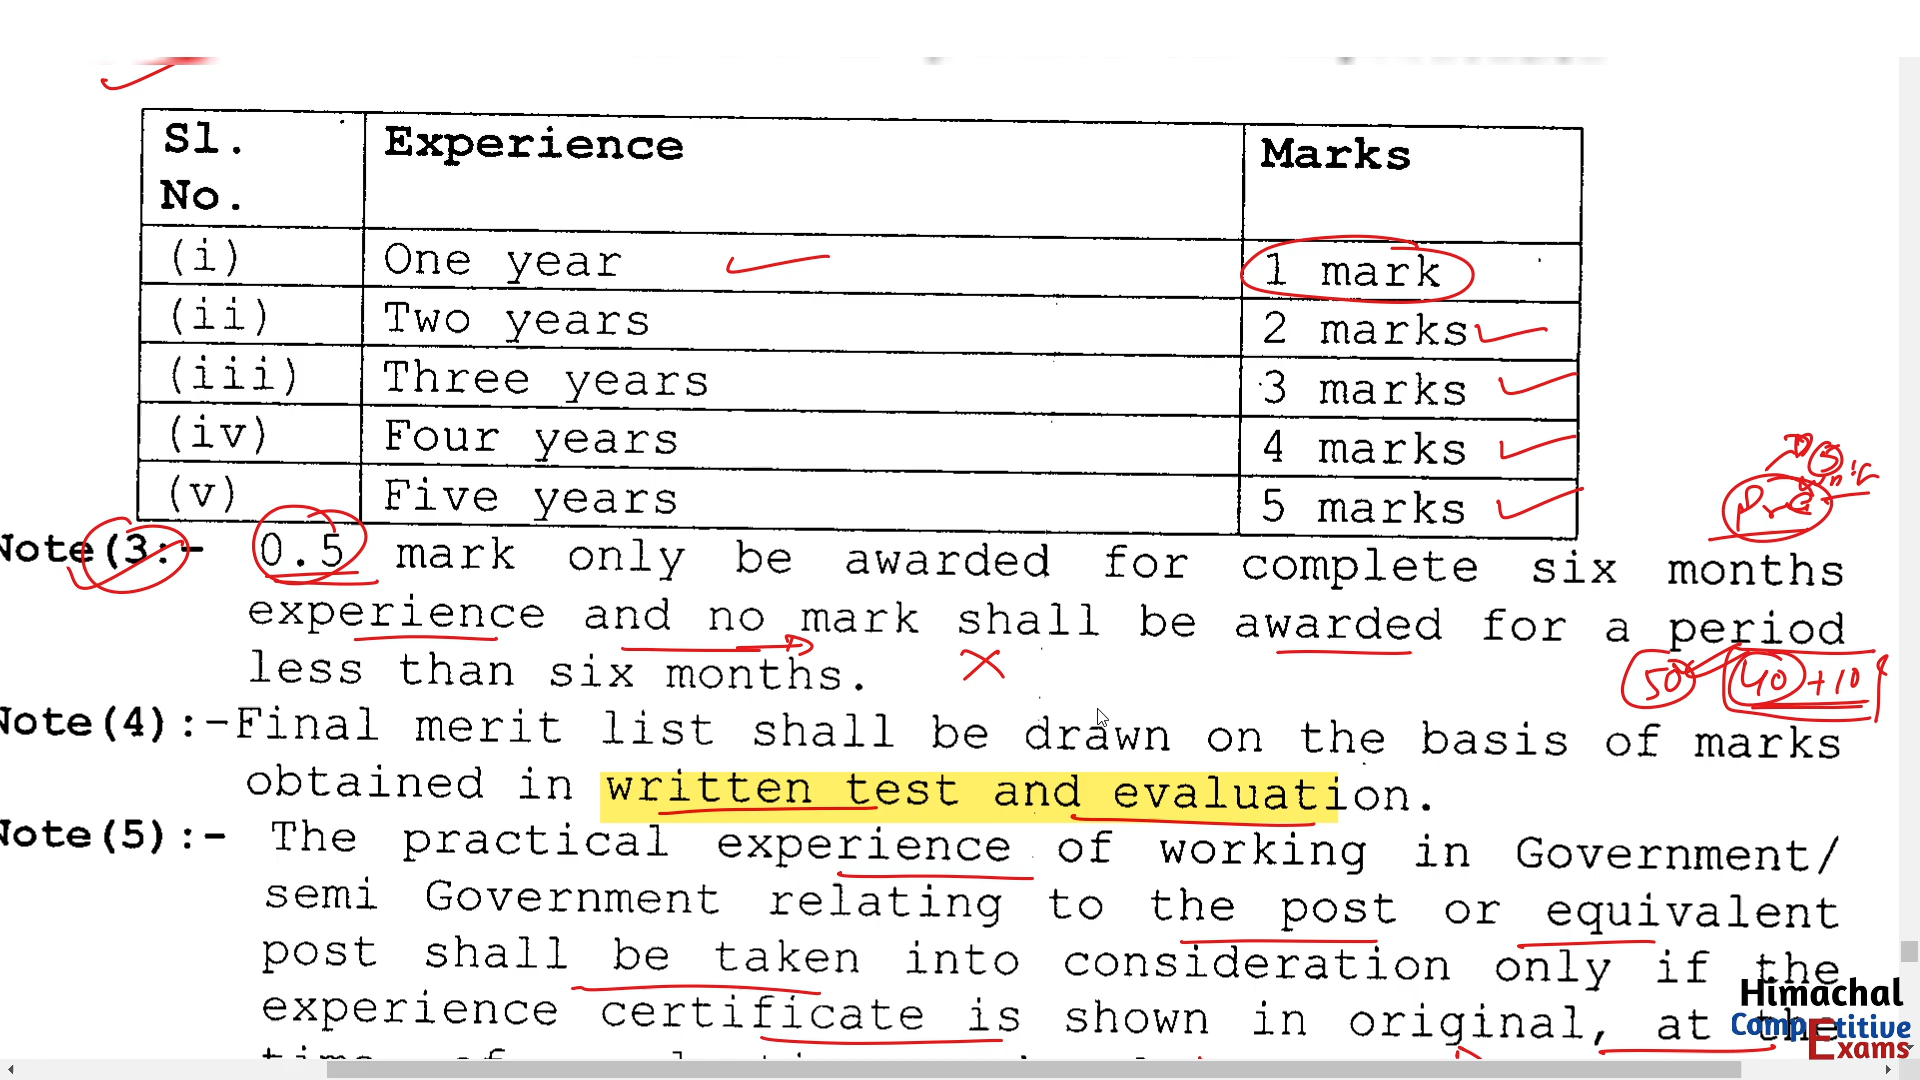 Sl. No. Experience Marks
(i) One year 1 mark
(ii) Two years 2 marks
(iii) Three years 3 marks
(iv) Four years 4 marks
(v) Five years 5 marks
Note(3:- 0.5 mark only be awarded for complete six months
experience and no mark shall be awarded for a period
less than six months.
50 40+10
Note(4):-Final merit list shall be drawn on the basis of marks
obtained in written test and evaluation.
Note(5):- The practical experience of working in Government/
semi Government relating to the post or equivalent
post shall be taken into consideration only if the
experience certificate is shown in original, at the
Himachal
Competitive
Exams